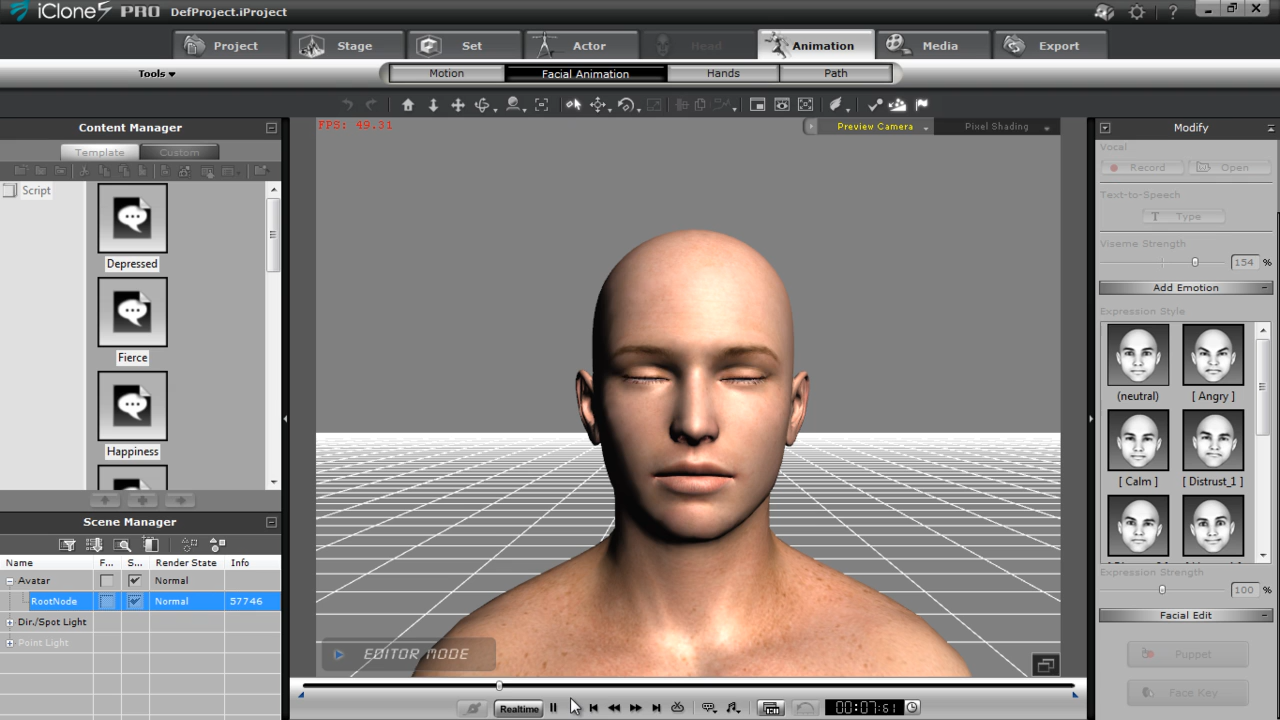 iClone5 PRO DefProject.iProject
Project Stage Set Actor Head Animation Media Export
Tools
Motion Facial Animation Hands Path
Content Manager
Template Custom
Script
Depressed
Fierce
Happiness
FPS: 49.31
Preview Camera Pixel Shading
EDITOR MODE
Scene Manager
Name F... S... Render State Info
Avatar Normal
RootNode Normal 57746
Dir./Spot Light
Point Light
Realtime
00:07:61
Modify
Vocal
Record Open
Text-to-Speech
T Type
Viseme Strength
154 %
Add Emotion
Expression Style
(neutral) [ Angry ]
[ Calm ] [ Distrust_1 ]
Expression Strength
100 %
Facial Edit
Puppet
Face Key